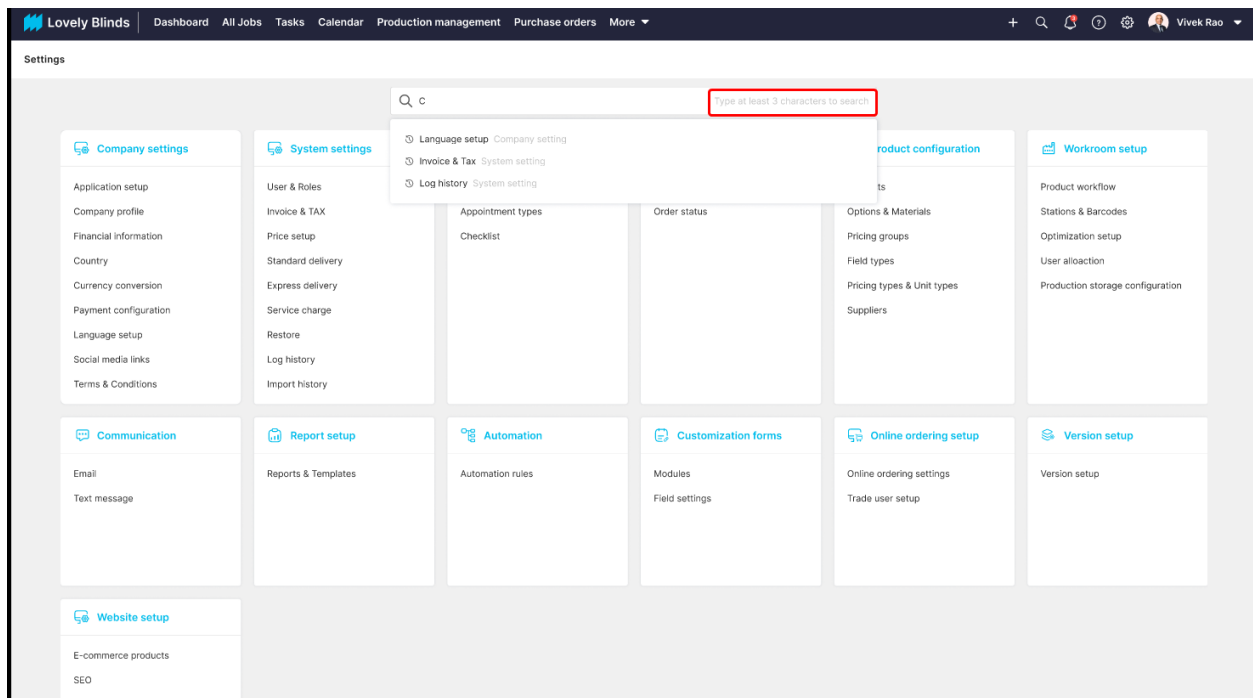 Lovely Blinds Dashboard All Jobs Tasks Calendar Production management Purchase orders More Vivek Rao
Settings
C Type at least 3 characters to search
Language setup Company setting
Invoice & Tax System setting
Log history System setting
Company settings
Application setup
Company profile
Financial information
Country
Currency conversion
Payment configuration
Language setup
Social media links
Terms & Conditions
System settings
User & Roles
Invoice & TAX
Price setup
Standard delivery
Express delivery
Service charge
Restore
Log history
Import history
Appointment types
Checklist
Order status
roduct configuration
ts
Options & Materials
Pricing groups
Field types
Pricing types & Unit types
Suppliers
Workroom setup
Product workflow
Stations & Barcodes
Optimization setup
User alloaction
Production storage configuration
Communication
Email
Text message
Report setup
Reports & Templates
Automation
Automation rules
Customization forms
Modules
Field settings
Online ordering setup
Online ordering settings
Trade user setup
Version setup
Version setup
Website setup
E-commerce products
SEO